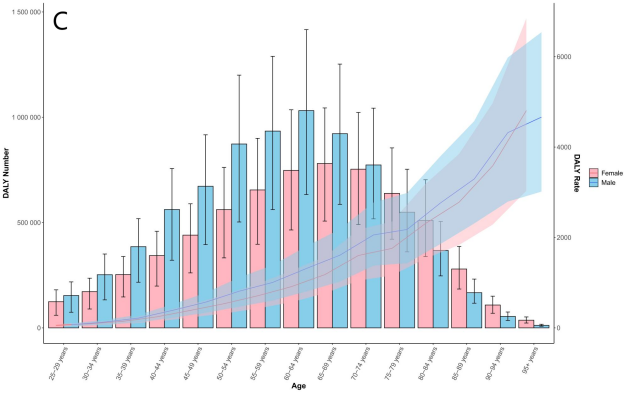 C
1 500 000
1 000 000
500 000
0
DALY Number
6000
4000
2000
0
DALY Rate
Female
Male
25−29 years
30−34 years
35−39 years
40−44 years
45−49 years
50−54 years
55−59 years
60−64 years
65−69 years
70−74 years
75−79 years
80−84 years
85−89 years
90−94 years
95+ years
Age